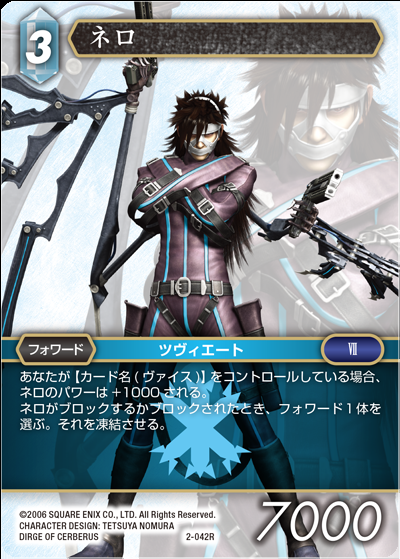 3
ネロ
フォワード
ツヴィエート
VII
あなたが【カード名(ヴァイス)】をコントロールしている場合、
ネロのパワーは+1000される。
ネロがブロックするかブロックされたとき、フォワード1体を
選ぶ。それを凍結させる。
©2006 SQUARE ENIX CO., LTD. All Rights Reserved.
CHARACTER DESIGN: TETSUYA NOMURA
DIRGE OF CERBERUS
2-042R
7000